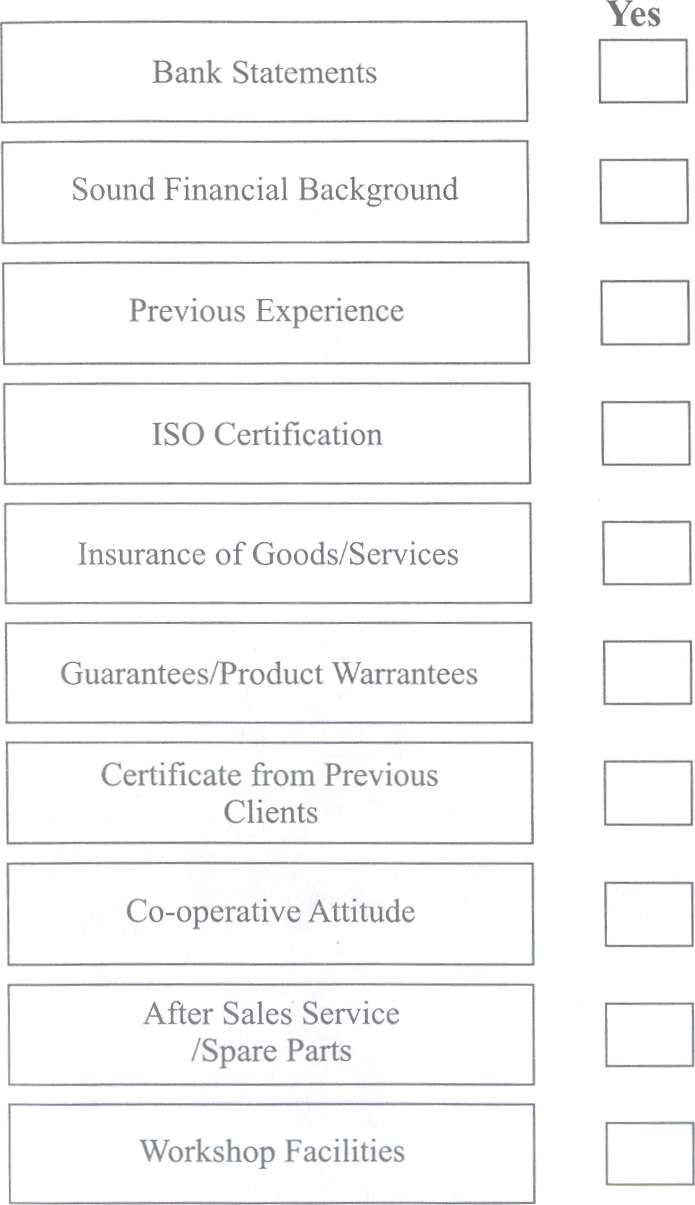 Yes
Bank Statements
Sound Financial Background
Previous Experience
ISO Certification
Insurance of Goods/Services
Guarantees/Product Warrantees
Certificate from Previous
Clients
Co-operative Attitude
After Sales Service
/Spare Parts
Workshop Facilities